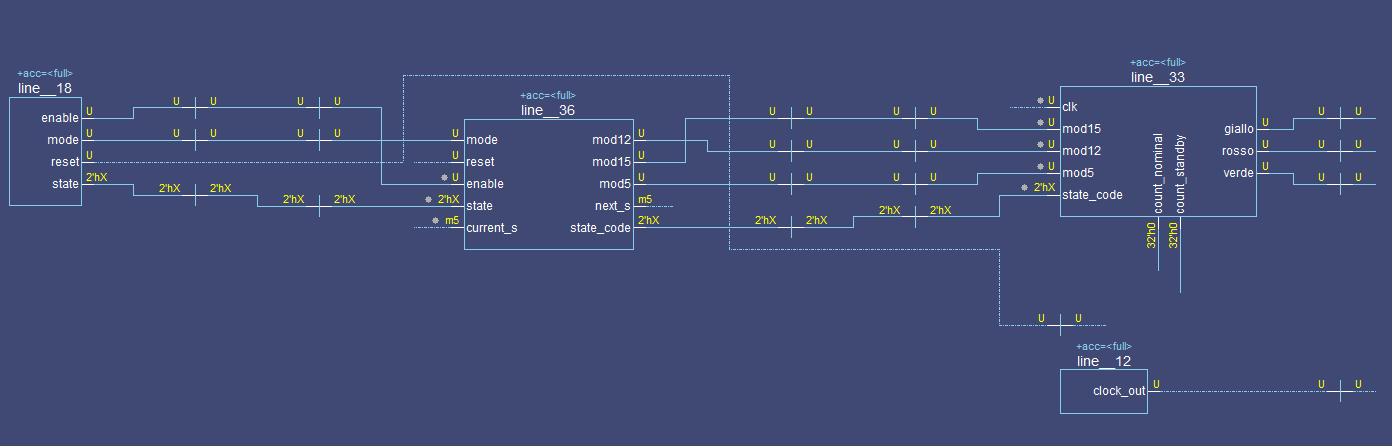 +acc=<full>
line__18
enable
mode
reset
state
U
U
U
2'hX
U U U U
U U U U
2'hX 2'hX 2'hX 2'hX
+acc=<full>
line__36
U mode
reset
U enable
2'hX state
m5 current_s
mod12 U
mod15 U
mod5 U
next_s m5
state_code 2'hX
U U U U
U U U U
U U U U
2'hX 2'hX 2'hX 2'hX
+acc=<full>
line__33
U clk
U mod15
U mod12
U mod5
2'hX state_code
count_nominal
count_standby
32'h0
32'h0
giallo U U U
rosso U U U
verde U U U
U U
+acc=<full>
line__12
clock_out U U U